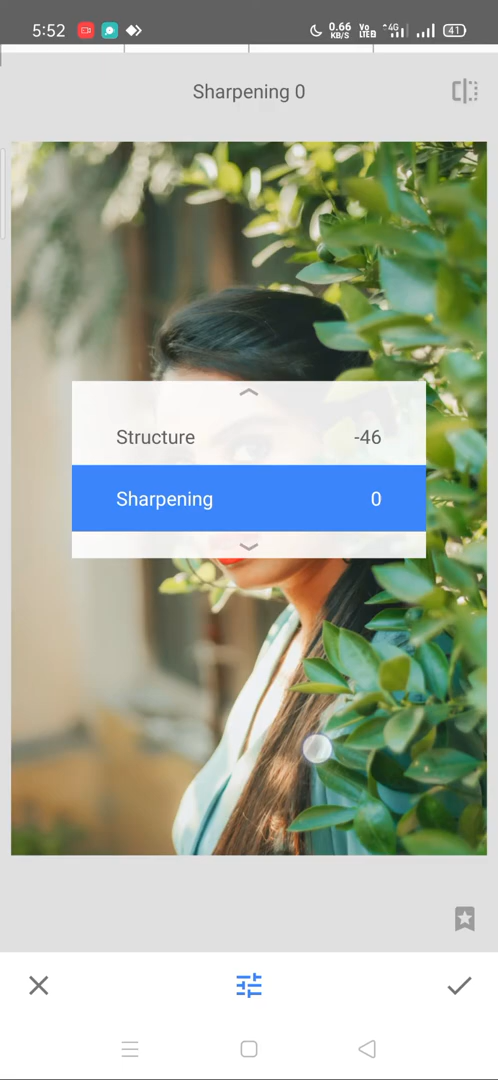 5:52
0.66 KB/S
Vo LTE
4G
41
Sharpening 0
Structure -46
Sharpening 0